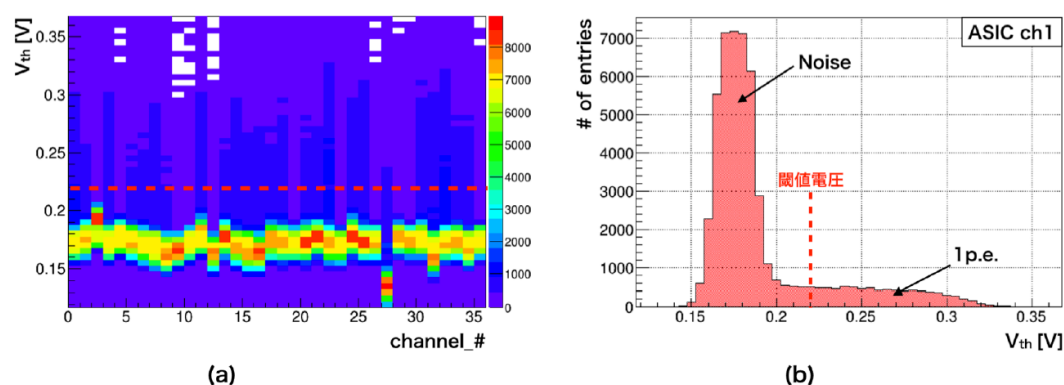 Vth [V]
0.35
0.3
0.25
0.2
0.15
0 5 10 15 20 25 30 35
channel_#
8000
7000
6000
5000
4000
3000
2000
1000
0
(a)
# of entries
7000
6000
5000
4000
3000
2000
1000
0
ASIC ch1
Noise
閾値電圧
1p.e.
0.15 0.2 0.25 0.3 0.35
Vth [V]
(b)